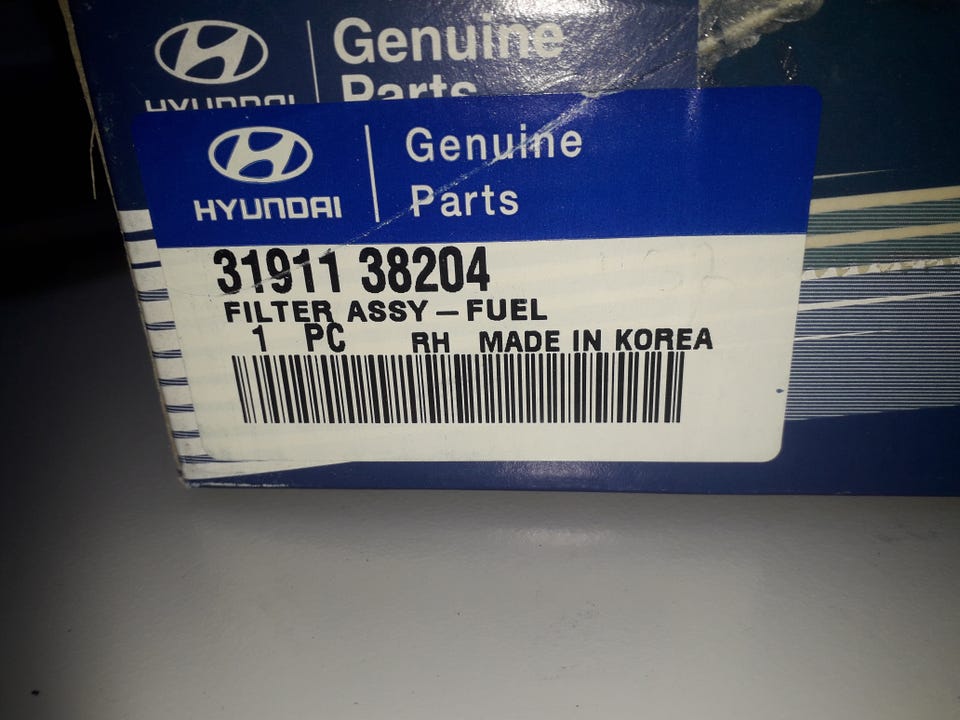 Genuine
HYUNDAI
Parts
Genuine
HYUNDAI
Parts
31911 38204
FILTER ASSY-FUEL
1 PC RH MADE IN KOREA